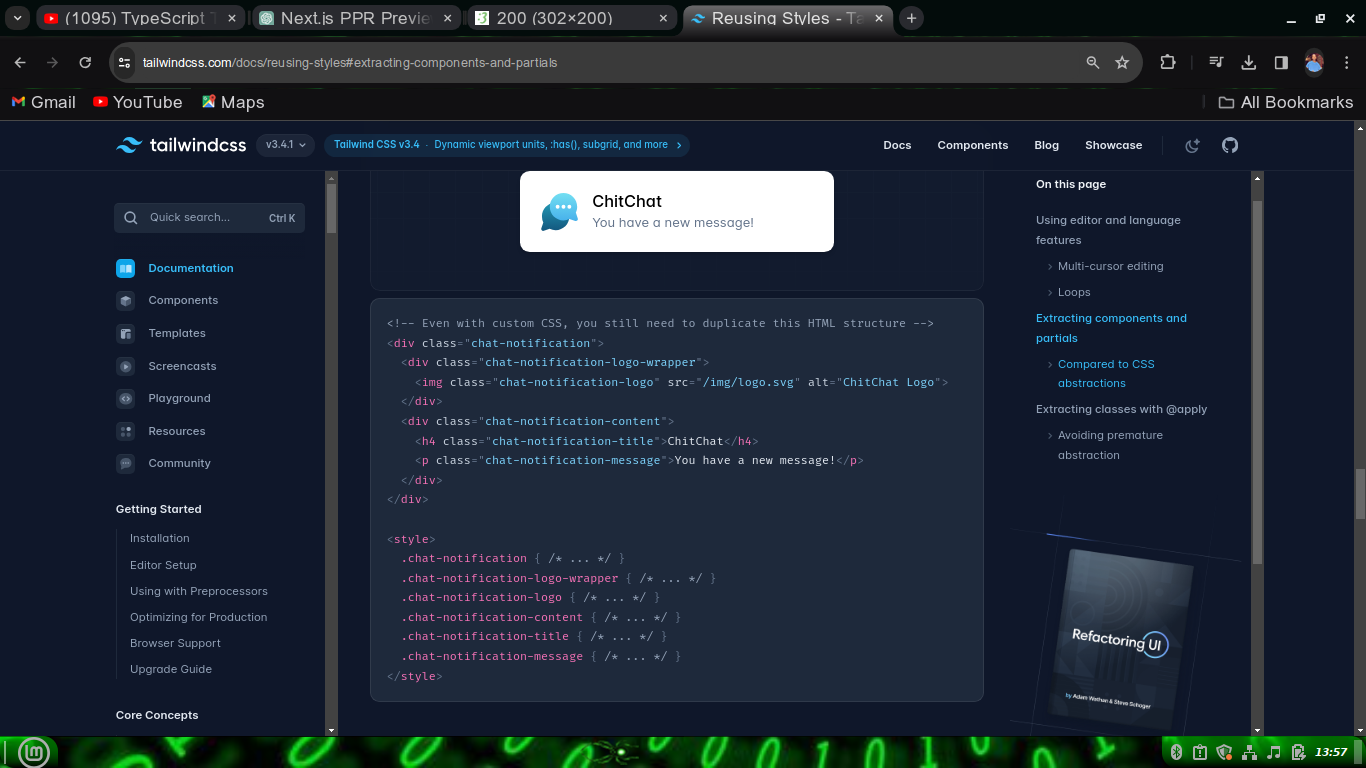 (1095) TypeScript T
Next.js PPR Previe
200 (302×200)
Reusing Styles - Ta
tailwindcss.com/docs/reusing-styles#extracting-components-and-partials
Gmail
YouTube
Maps
All Bookmarks
tailwindcss
v3.4.1
Tailwind CSS v3.4 · Dynamic viewport units, :has(), subgrid, and more
Docs
Components
Blog
Showcase
Quick search...
Ctrl K
Documentation
Components
Templates
Screencasts
Playground
Resources
Community
Getting Started
Installation
Editor Setup
Using with Preprocessors
Optimizing for Production
Browser Support
Upgrade Guide
Core Concepts
ChitChat
You have a new message!
<!-- Even with custom CSS, you still need to duplicate this HTML structure -->
<div class="chat-notification">
<div class="chat-notification-logo-wrapper">
<img class="chat-notification-logo" src="/img/logo.svg" alt="ChitChat Logo">
</div>
<div class="chat-notification-content">
<h4 class="chat-notification-title">ChitChat</h4>
<p class="chat-notification-message">You have a new message!</p>
</div>
</div>
<style>
.chat-notification { /* ... */ }
.chat-notification-logo-wrapper { /* ... */ }
.chat-notification-logo { /* ... */ }
.chat-notification-content { /* ... */ }
.chat-notification-title { /* ... */ }
.chat-notification-message { /* ... */ }
</style>
On this page
Using editor and language
features
Multi-cursor editing
Loops
Extracting components and
partials
Compared to CSS
abstractions
Extracting classes with @apply
Avoiding premature
abstraction
Refactoring UI
by Adam Wathan & Steve Schoger
13:57